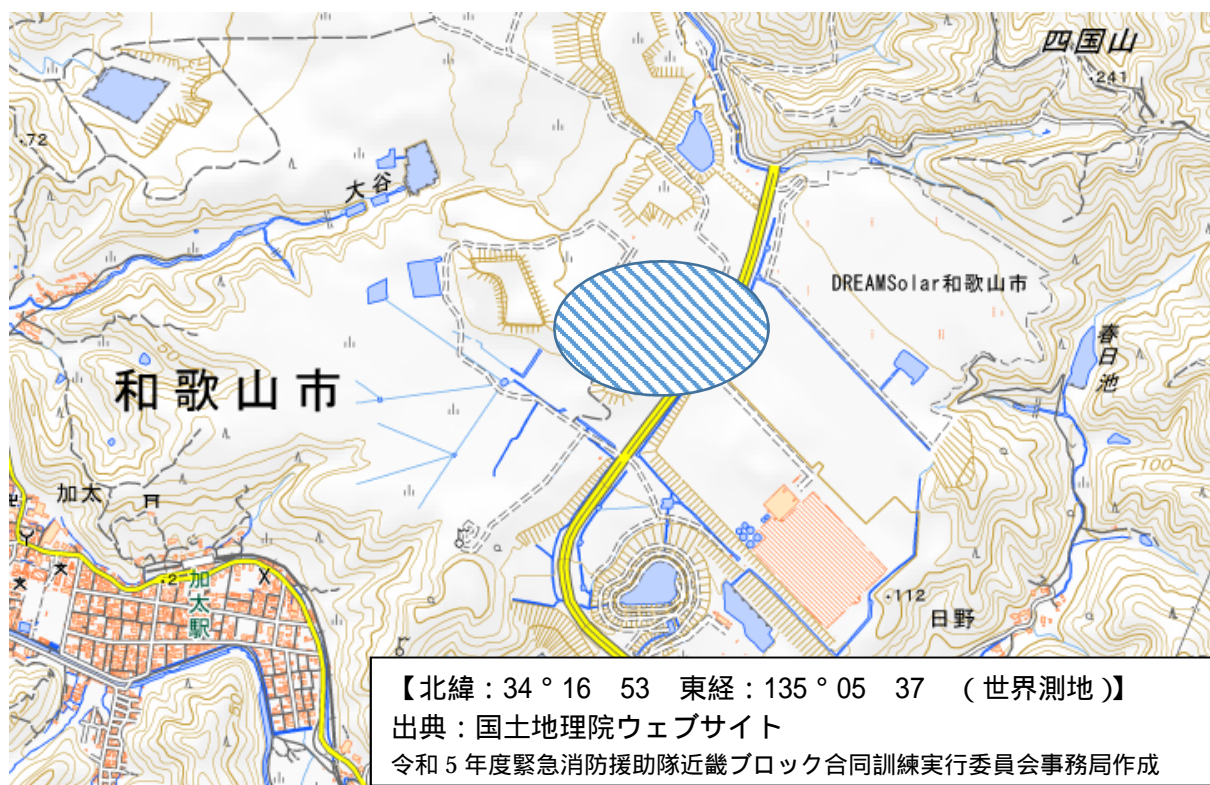 四国山
・241
・72
大谷
DREAMSolar和歌山市
春日池
50
和歌山市
100
加太
・2
加太駅
・112
日野
50
【北緯：34°16　53　東経：135°05　37　（世界測地）】
出典：国土地理院ウェブサイト
令和5年度緊急消防援助隊近畿ブロック合同訓練実行委員会事務局作成